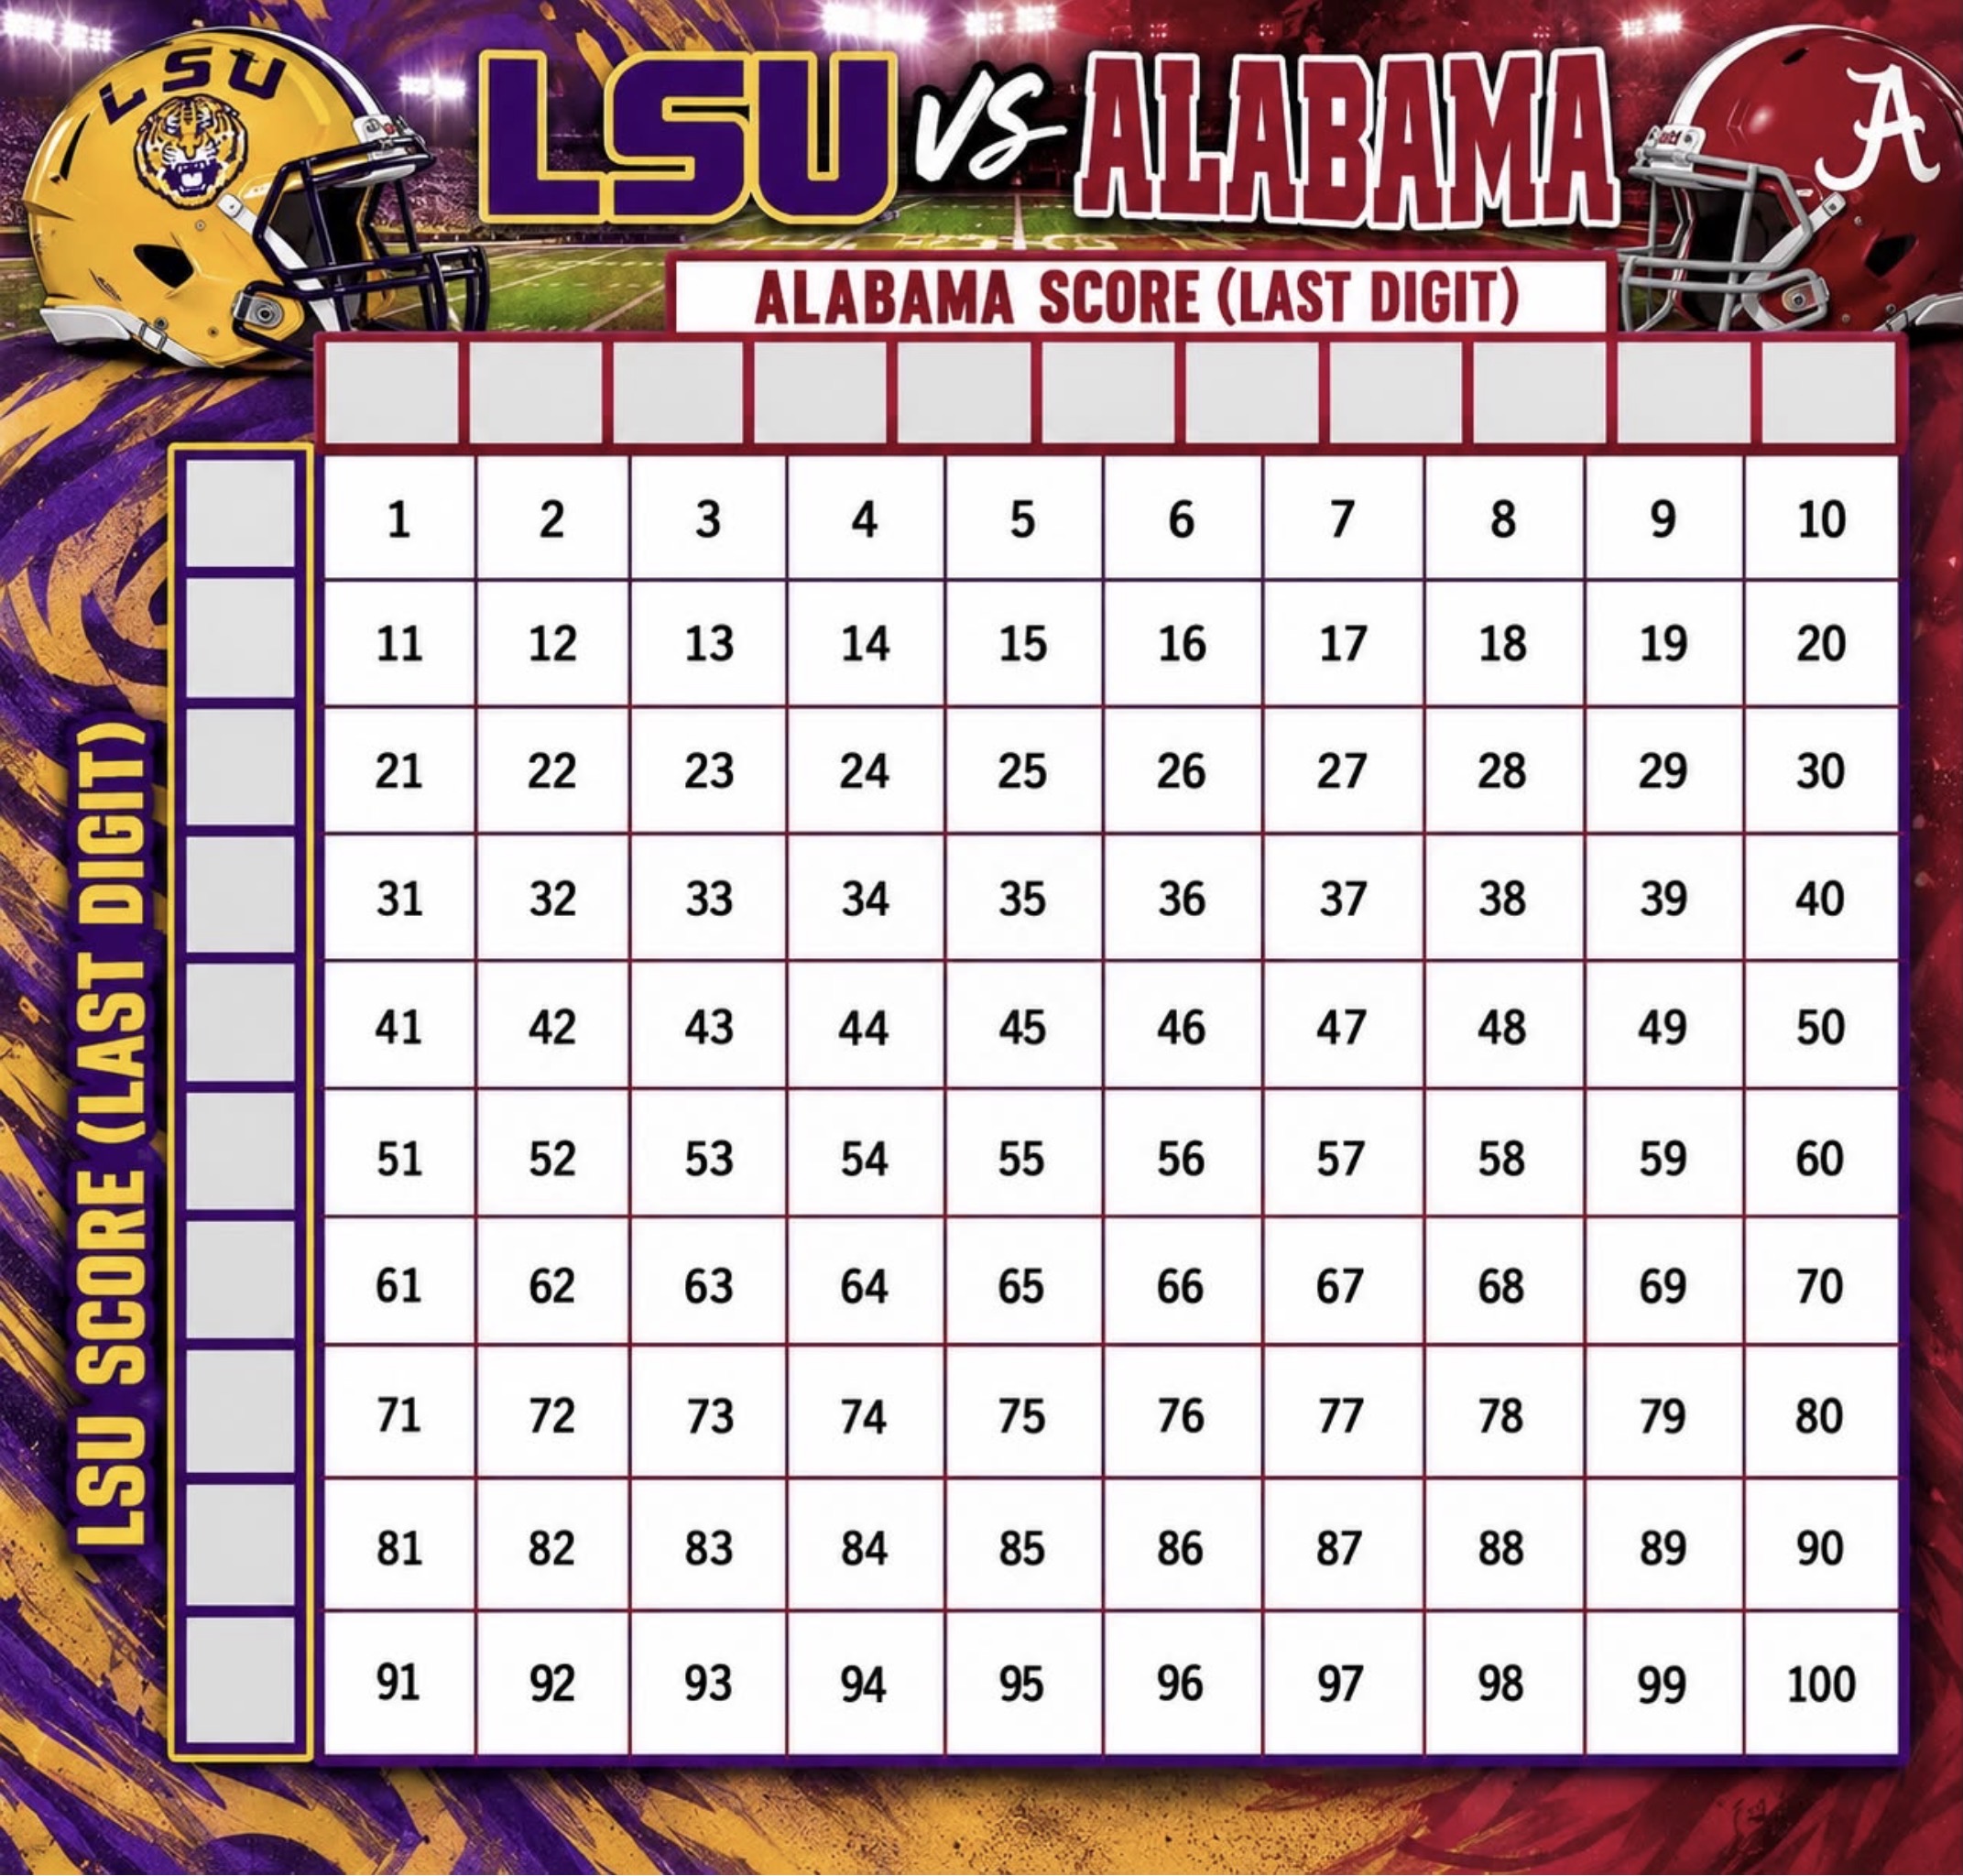 LSU
LSU VS ALABAMA
A
ALABAMA SCORE (LAST DIGIT)
LSU SCORE (LAST DIGIT)
1 2 3 4 5 6 7 8 9 10
11 12 13 14 15 16 17 18 19 20
21 22 23 24 25 26 27 28 29 30
31 32 33 34 35 36 37 38 39 40
41 42 43 44 45 46 47 48 49 50
51 52 53 54 55 56 57 58 59 60
61 62 63 64 65 66 67 68 69 70
71 72 73 74 75 76 77 78 79 80
81 82 83 84 85 86 87 88 89 90
91 92 93 94 95 96 97 98 99 100